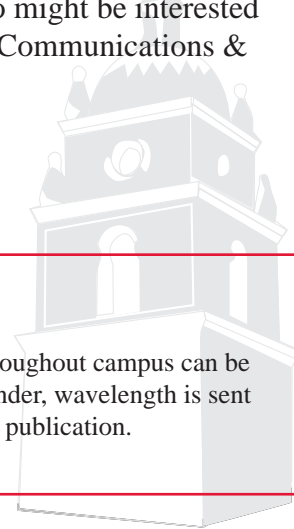 might be interested
Communications &
oughout campus can be
nder, wavelength is sent
publication.